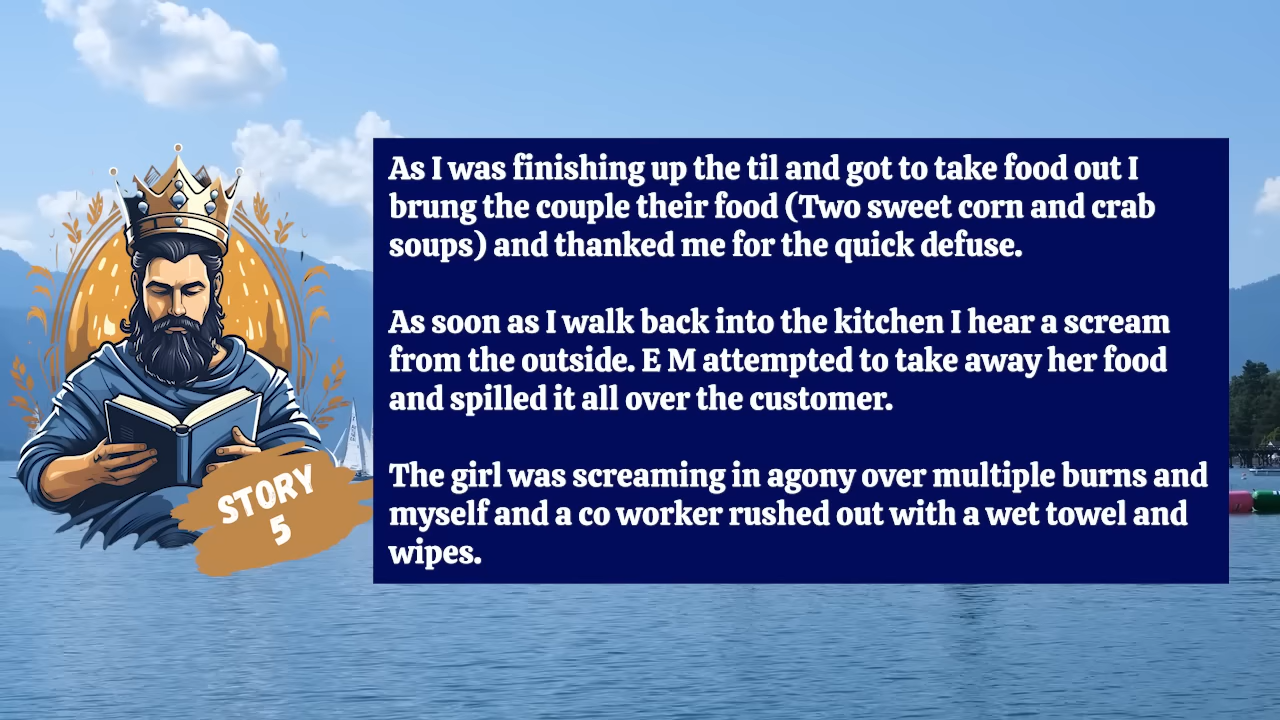 As I was finishing up the til and got to take food out I
brung the couple their food (Two sweet corn and crab
soups) and thanked me for the quick defuse.
As soon as I walk back into the kitchen I hear a scream
from the outside. E M attempted to take away her food
and spilled it all over the customer.
The girl was screaming in agony over multiple burns and
myself and a co worker rushed out with a wet towel and
wipes.
STORY
5